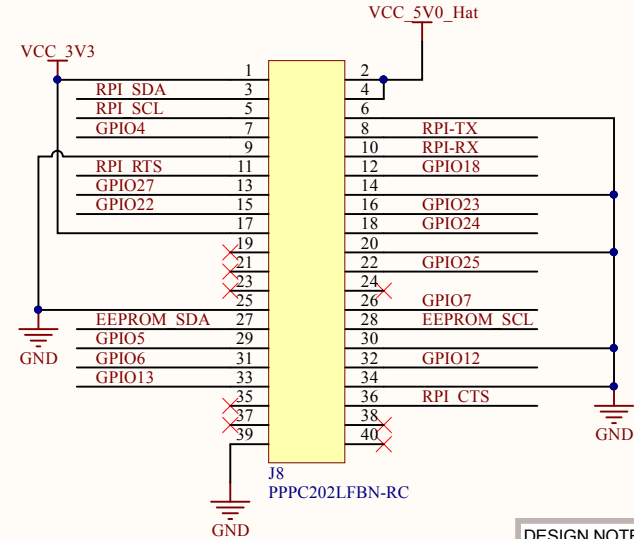 VCC_5V0_Hat
VCC_3V3
1 2
RPI_SDA 3 4
RPI_SCL 5 6
GPIO4 7 8 RPI-TX
9 10 RPI-RX
RPI_RTS 11 12 GPIO18
GPIO27 13 14
GPIO22 15 16 GPIO23
17 18 GPIO24
19 20
21 22 GPIO25
23 24
25 26 GPIO7
EEPROM_SDA 27 28 EEPROM_SCL
GPIO5 29 30
GPIO6 31 32 GPIO12
GPIO13 33 34
35 36 RPI_CTS
37 38
39 40
GND
GND
J8
PPPC202LFBN-RC
GND
DESIGN NOTE